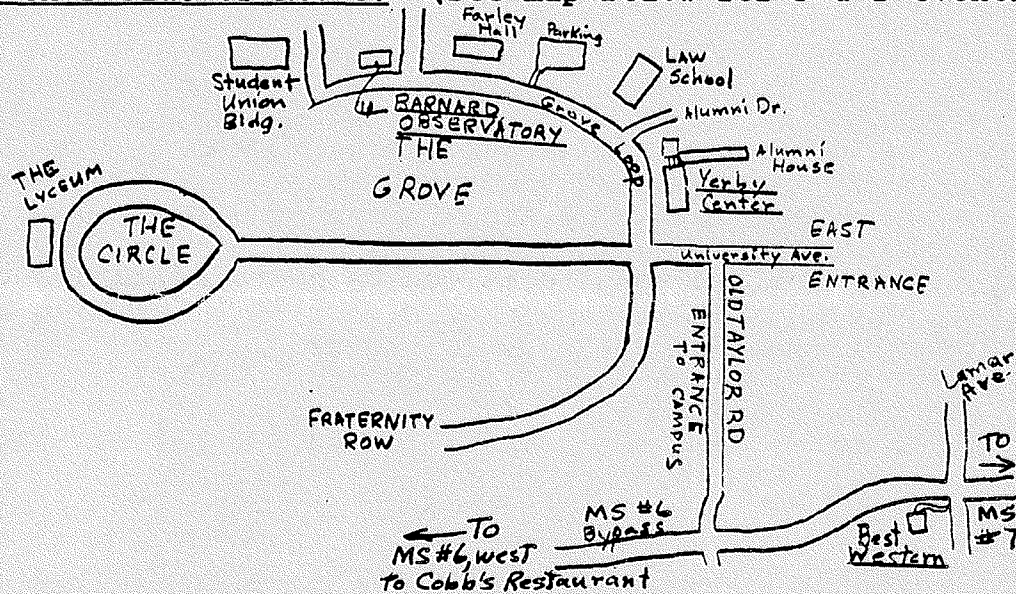 Farley
Hall
Parking
LAW
School
Student
Union
Bldg.
BARNARD
OBSERVATORY
Grove
Loop
Alumni Dr.
THE
GROVE
Alumni
House
Yerby
Center
THE
LYCEUM
THE
CIRCLE
EAST
University Ave.
ENTRANCE
OLD TAYLOR RD
ENTRANCE
TO CAMPUS
Lamar
Ave.
FRATERNITY
ROW
TO
MS #6
Bypass
MS
#7
Best
Western
To
MS #6, west
to Cobb's Restaurant